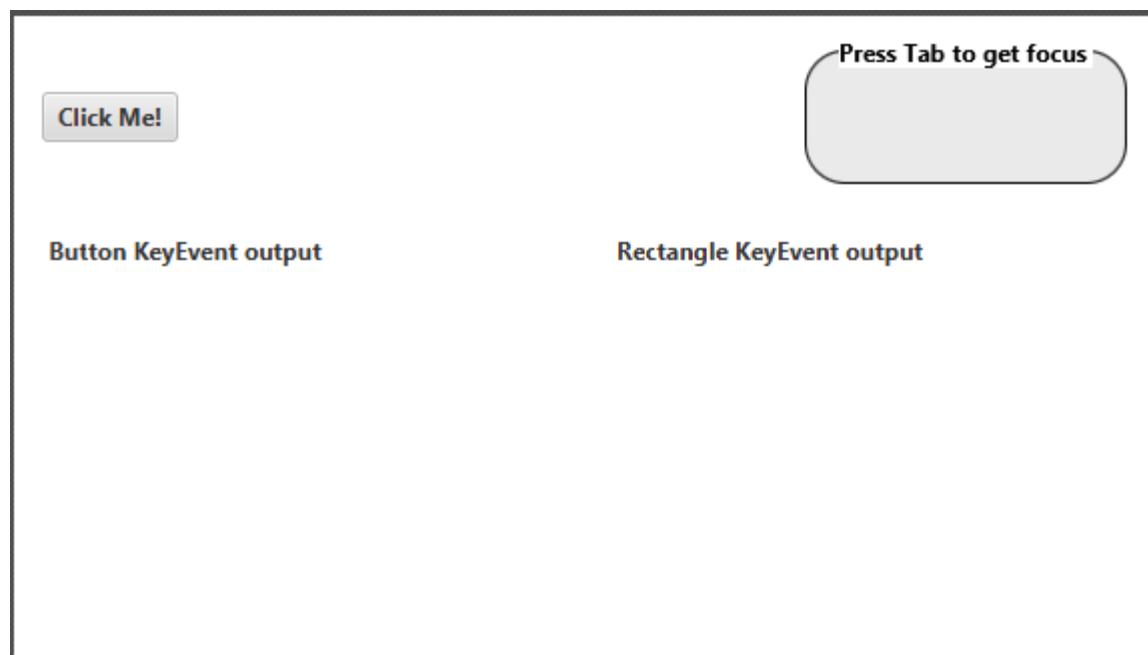 Press Tab to get focus
Click Me!
Button KeyEvent output
Rectangle KeyEvent output